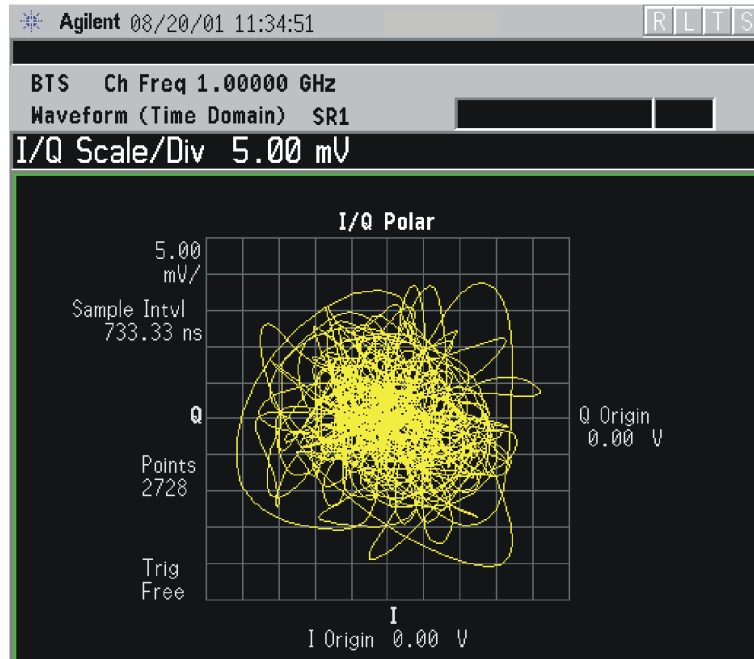 Agilent 08/20/01 11:34:51 R L T S
BTS Ch Freq 1.00000 GHz
Waveform (Time Domain) SR1
I/Q Scale/Div 5.00 mV
I/Q Polar
5.00
mV/
Sample Intvl
733.33 ns
Q
Q Origin
0.00 V
Points
2728
Trig
Free
I
I Origin 0.00 V